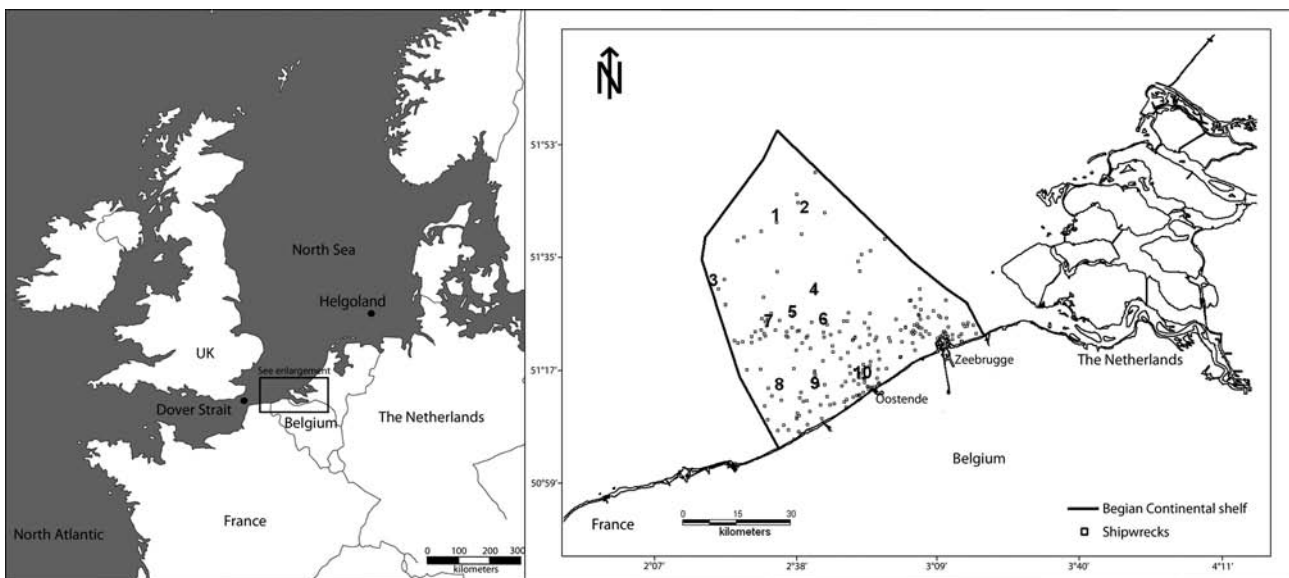 North Sea
Helgoland
UK
See enlargement
Dover Strait
The Netherlands
Belgium
France
North Atlantic
0 100 200 300
kilometers
N
51°53'
51°35'
51°17'
50°59'
1
2
3
4
5
6
7
8
9
10
Zeebrugge
The Netherlands
Oostende
Belgium
France
0 15 30
kilometers
Begian Continental shelf
Shipwrecks
2°07'
2°38'
3°09'
3°40'
4°11'